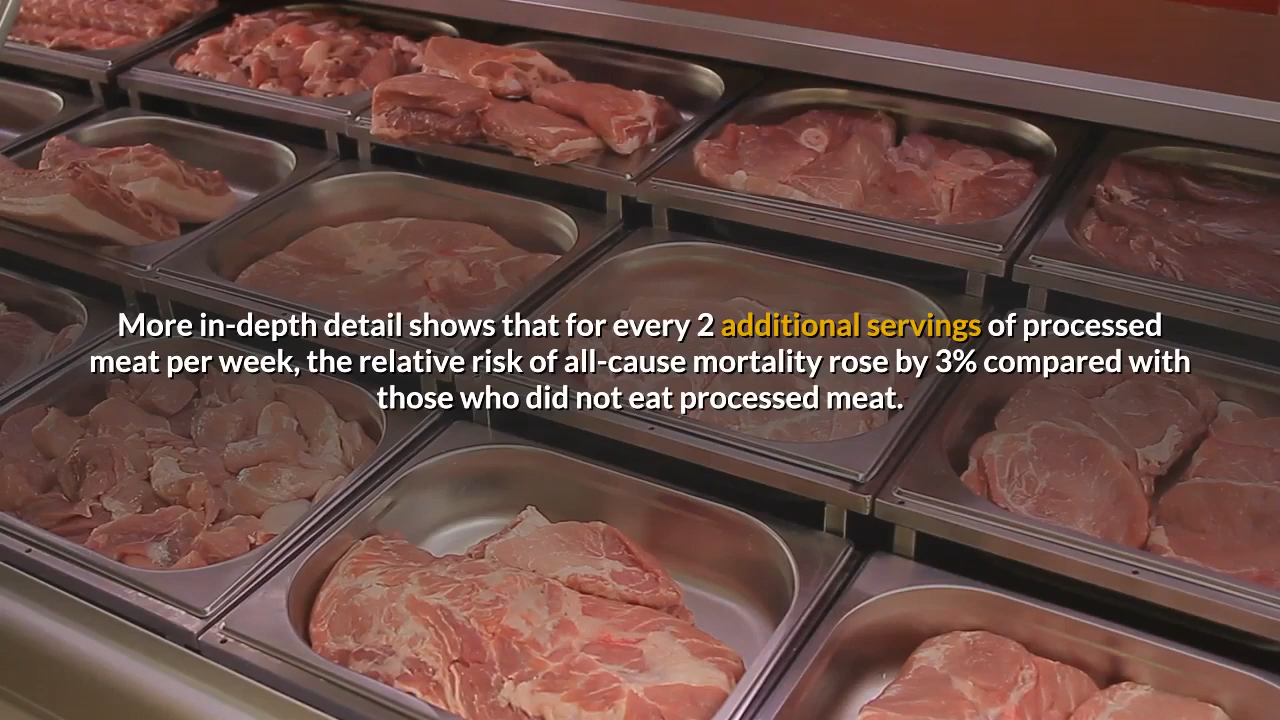 More in-depth detail shows that for every 2 additional servings of processed
meat per week, the relative risk of all-cause mortality rose by 3% compared with
those who did not eat processed meat.